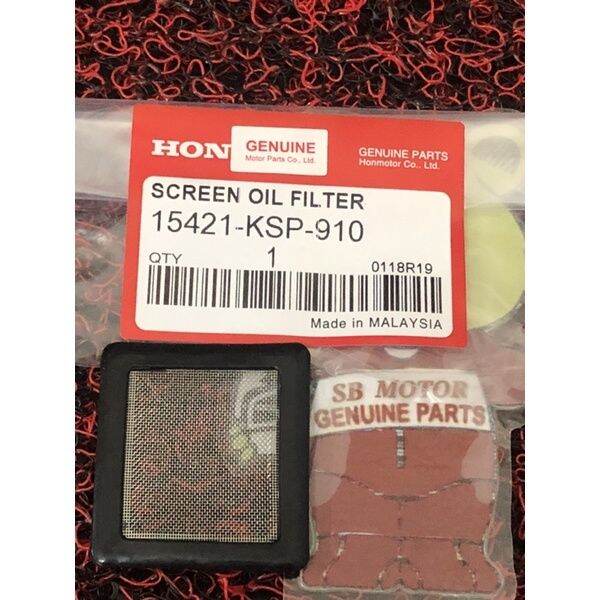 HON
GENUINE
Motor Parts Co., Ltd.
GENUINE PARTS
Honmotor Co.. Ltd.
SCREEN OIL FILTER
15421-KSP-910
QTY 1 0118R19
Made in MALAYSIA
SB MOTOR
GENUINE PARTS